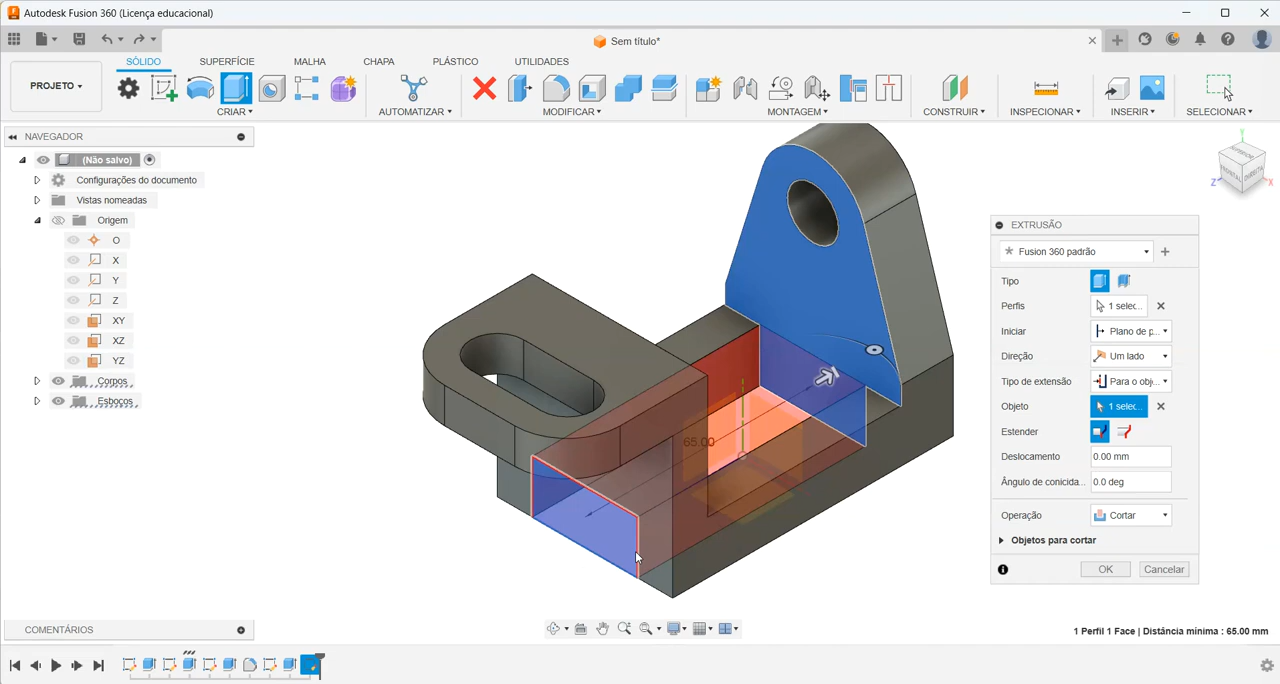 Autodesk Fusion 360 (Licença educacional)
Sem título*
SÓLIDO
SUPERFÍCIE
MALHA
CHAPA
PLÁSTICO
UTILIDADES
PROJETO
CRIAR
AUTOMATIZAR
MODIFICAR
MONTAGEM
CONSTRUIR
INSPECIONAR
INSERIR
SELECIONAR
NAVEGADOR
(Não salvo)
Configurações do documento
Vistas nomeadas
Origem
O
X
Y
Z
XY
XZ
YZ
Corpos
Esboços
65.00
Y
Z
X
SUPERIOR
FRONTAL
DIREITA
EXTRUSÃO
Fusion 360 padrão
Tipo
Perfis
1 selec...
Iniciar
Plano de p...
Direção
Um lado
Tipo de extensão
Para o obj...
Objeto
1 selec...
Estender
Deslocamento
0.00 mm
Ângulo de conicida...
0.0 deg
Operação
Cortar
Objetos para cortar
OK
Cancelar
COMENTÁRIOS
1 Perfil 1 Face | Distância mínima : 65.00 mm